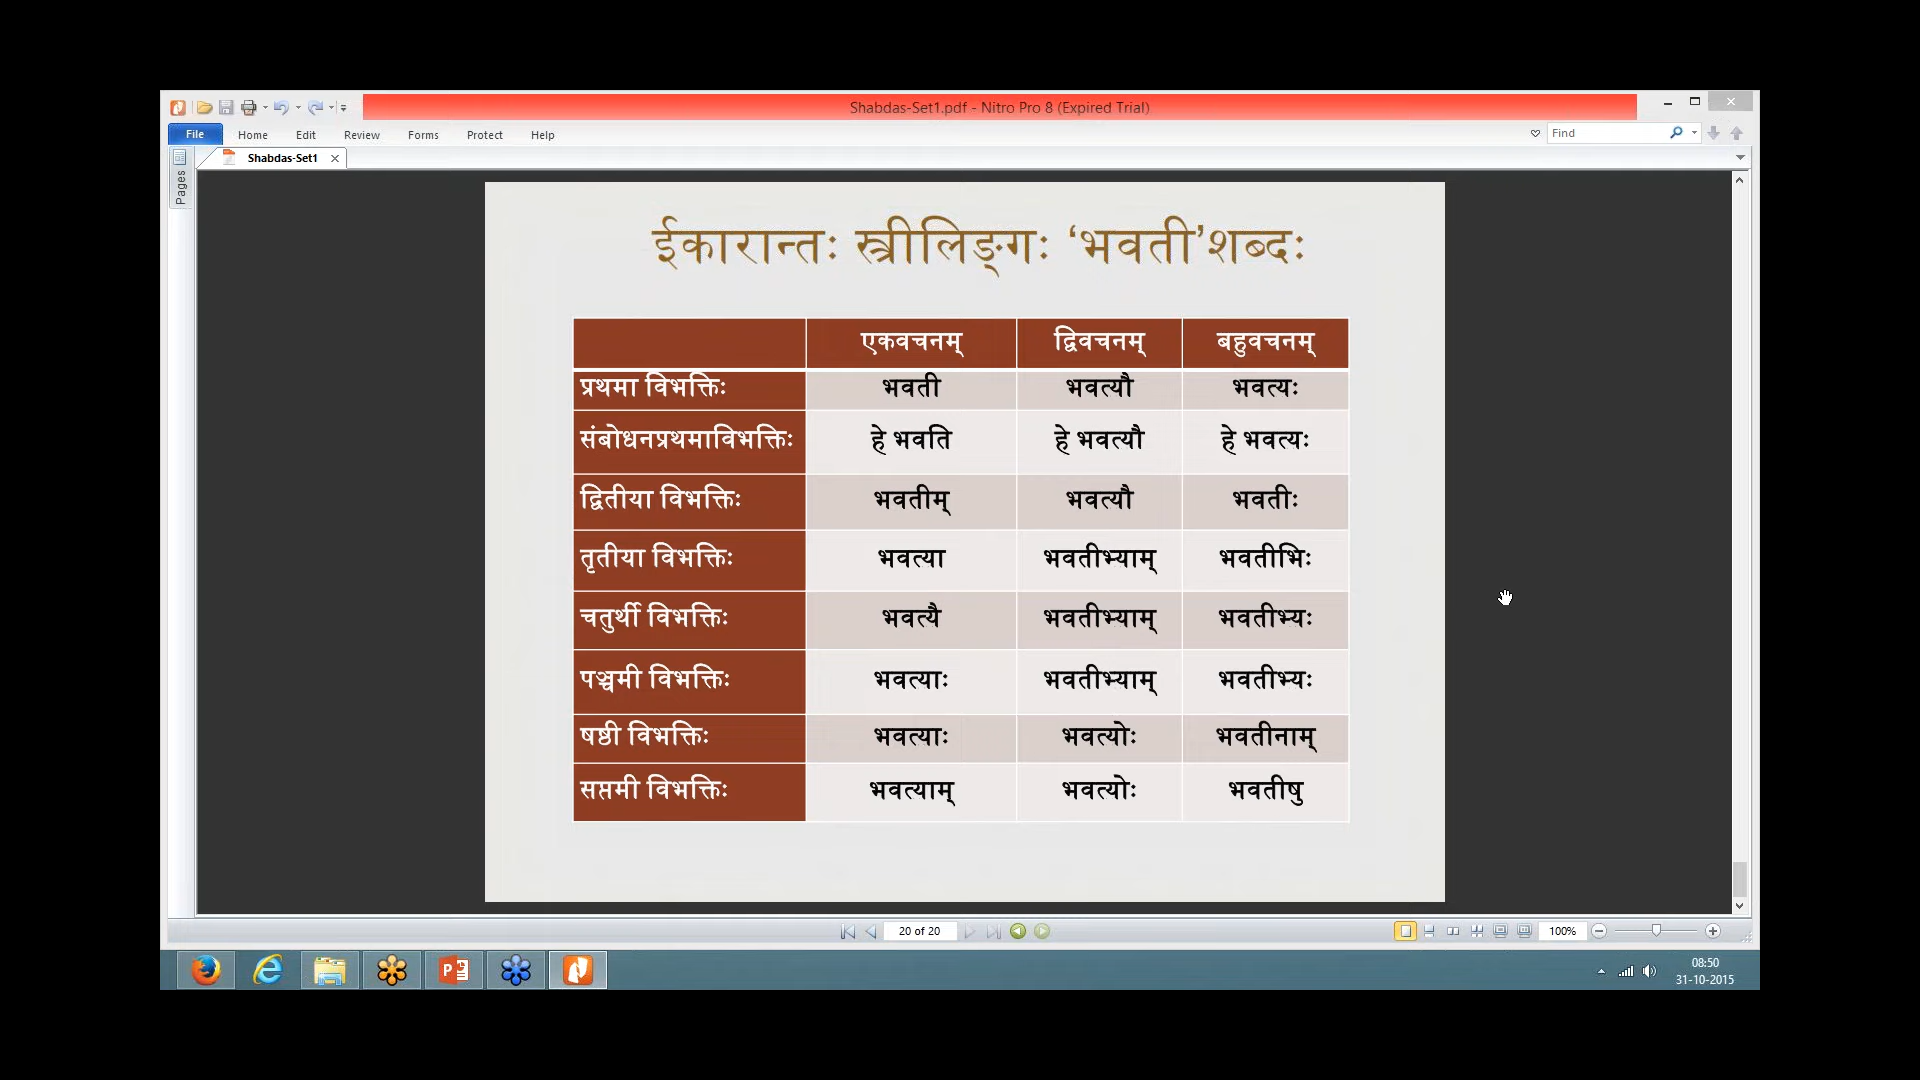 Shabdas-Set1.pdf - Nitro Pro 8 (Expired Trial)
File Home Edit Review Forms Protect Help Find
Shabdas-Set1
Pages
ईकारान्तः स्त्रीलिङ्गः ‘भवती’शब्दः
एकवचनम् द्विवचनम् बहुवचनम्
प्रथमा विभक्तिः भवती भवत्यौ भवत्यः
संबोधनप्रथमाविभक्तिः हे भवति हे भवत्यौ हे भवत्यः
द्वितीया विभक्तिः भवतीम् भवत्यौ भवतीः
तृतीया विभक्तिः भवत्या भवतीभ्याम् भवतीभिः
चतुर्थी विभक्तिः भवत्यै भवतीभ्याम् भवतीभ्यः
पञ्चमी विभक्तिः भवत्याः भवतीभ्याम् भवतीभ्यः
षष्ठी विभक्तिः भवत्याः भवत्योः भवतीनाम्
सप्तमी विभक्तिः भवत्याम् भवत्योः भवतीषु
20 of 20 100%
08:50
31-10-2015